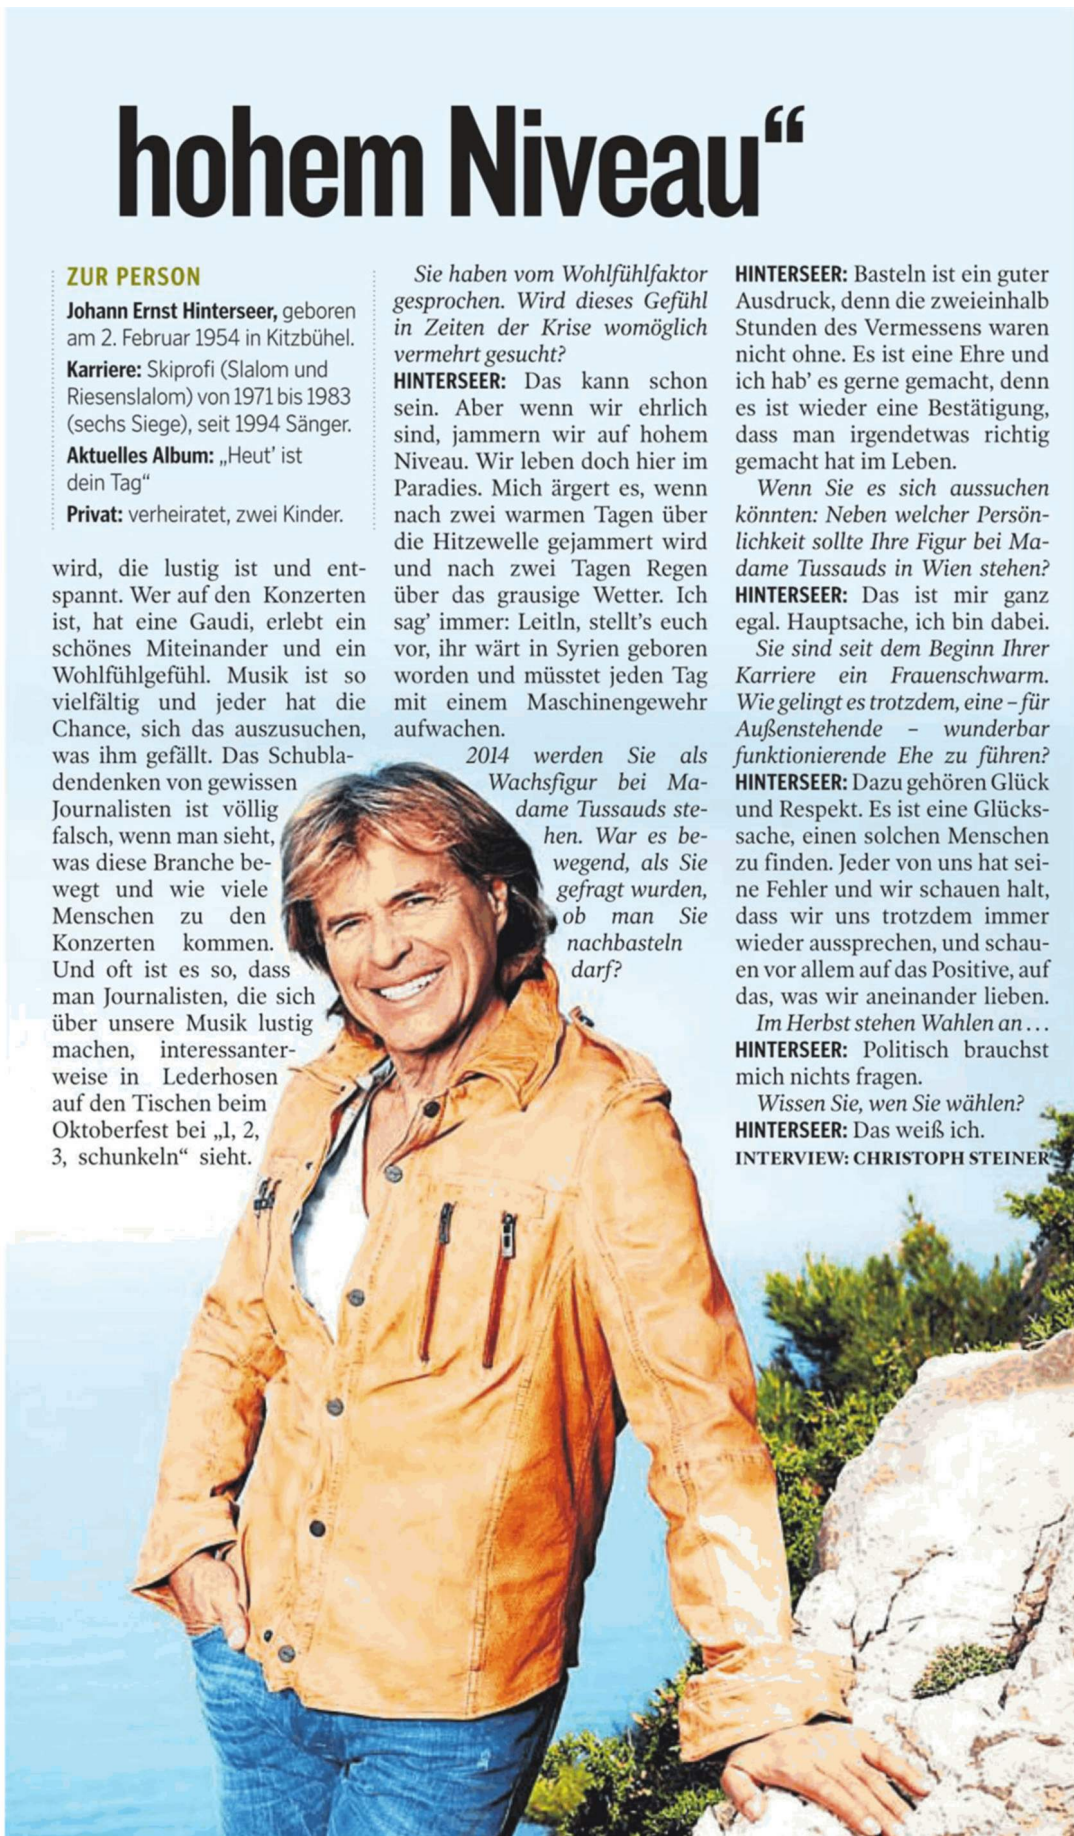 hohem Niveau“
ZUR PERSON
Johann Ernst Hinterseer, geboren
am 2. Februar 1954 in Kitzbühel.
Karriere: Skiprofi (Slalom und
Riesenslalom) von 1971 bis 1983
(sechs Siege), seit 1994 Sänger.
Aktuelles Album: „Heut’ ist
dein Tag“
Privat: verheiratet, zwei Kinder.
wird, die lustig ist und ent-
spannt. Wer auf den Konzerten
ist, hat eine Gaudi, erlebt ein
schönes Miteinander und ein
Wohlfühlgefühl. Musik ist so
vielfältig und jeder hat die
Chance, sich das auszusuchen,
was ihm gefällt. Das Schubla-
dendenken von gewissen
Journalisten ist völlig
falsch, wenn man sieht,
was diese Branche be-
wegt und wie viele
Menschen zu den
Konzerten kommen.
Und oft ist es so, dass
man Journalisten, die sich
über unsere Musik lustig
machen, interessanter-
weise in Lederhosen
auf den Tischen beim
Oktoberfest bei „1, 2,
3, schunkeln“ sieht.
Sie haben vom Wohlfühlfaktor
gesprochen. Wird dieses Gefühl
in Zeiten der Krise womöglich
vermehrt gesucht?
HINTERSEER: Das kann schon
sein. Aber wenn wir ehrlich
sind, jammern wir auf hohem
Niveau. Wir leben doch hier im
Paradies. Mich ärgert es, wenn
nach zwei warmen Tagen über
die Hitzewelle gejammert wird
und nach zwei Tagen Regen
über das grausige Wetter. Ich
sag’ immer: Leitln, stellt’s euch
vor, ihr wärt in Syrien geboren
worden und müsstet jeden Tag
mit einem Maschinengewehr
aufwachen.
2014 werden Sie als
Wachsfigur bei Ma-
dame Tussauds ste-
hen. War es be-
wegend, als Sie
gefragt wurden,
ob man Sie
nachbasteln
darf?
HINTERSEER: Basteln ist ein guter
Ausdruck, denn die zweieinhalb
Stunden des Vermessens waren
nicht ohne. Es ist eine Ehre und
ich hab’ es gerne gemacht, denn
es ist wieder eine Bestätigung,
dass man irgendetwas richtig
gemacht hat im Leben.
Wenn Sie es sich aussuchen
könnten: Neben welcher Persön-
lichkeit sollte Ihre Figur bei Ma-
dame Tussauds in Wien stehen?
HINTERSEER: Das ist mir ganz
egal. Hauptsache, ich bin dabei.
Sie sind seit dem Beginn Ihrer
Karriere ein Frauenschwarm.
Wie gelingt es trotzdem, eine – für
Außenstehende – wunderbar
funktionierende Ehe zu führen?
HINTERSEER: Dazu gehören Glück
und Respekt. Es ist eine Glücks-
sache, einen solchen Menschen
zu finden. Jeder von uns hat sei-
ne Fehler und wir schauen halt,
dass wir uns trotzdem immer
wieder aussprechen, und schau-
en vor allem auf das Positive, auf
das, was wir aneinander lieben.
Im Herbst stehen Wahlen an ...
HINTERSEER: Politisch brauchst
mich nichts fragen.
Wissen Sie, wen Sie wählen?
HINTERSEER: Das weiß ich.
INTERVIEW: CHRISTOPH STEINER